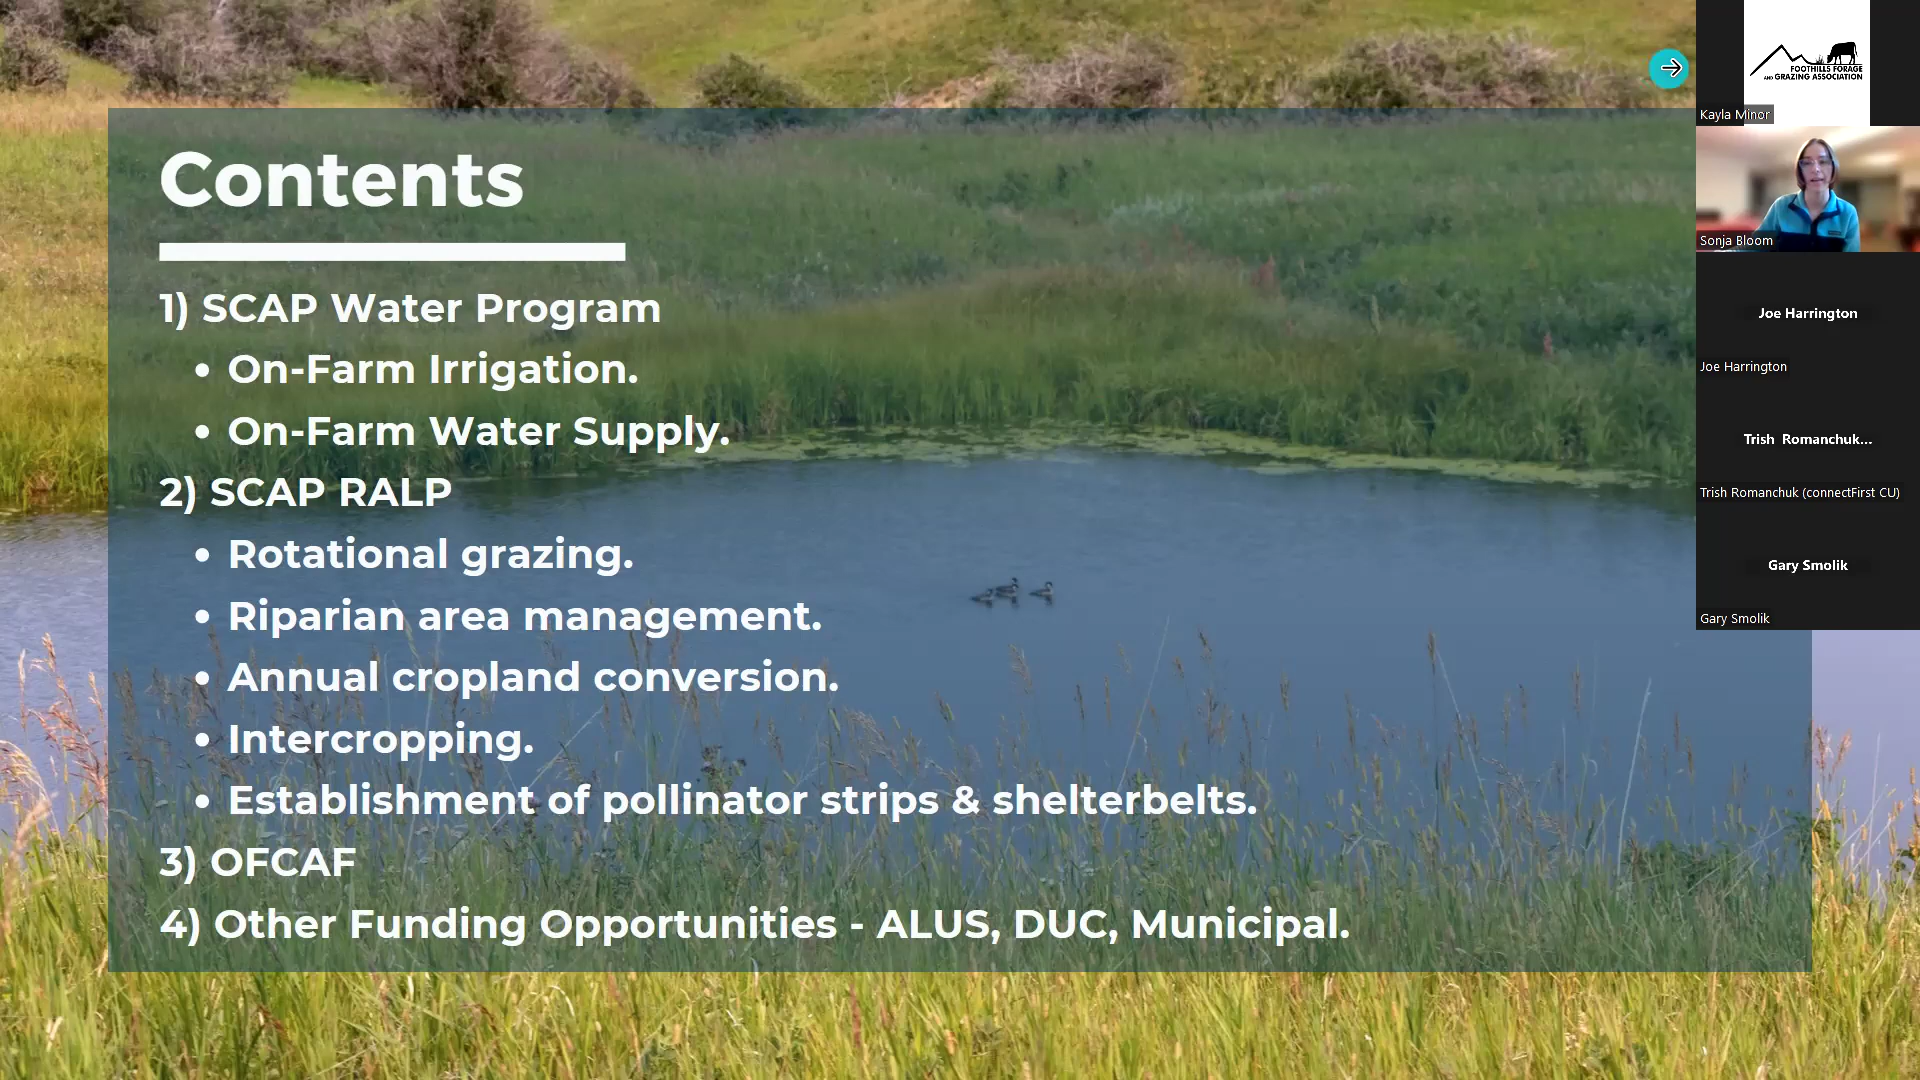 Contents
1) SCAP Water Program
• On-Farm Irrigation.
• On-Farm Water Supply.
2) SCAP RALP
• Rotational grazing.
• Riparian area management.
• Annual cropland conversion.
• Intercropping.
• Establishment of pollinator strips & shelterbelts.
3) OFCAF
4) Other Funding Opportunities - ALUS, DUC, Municipal.
FOOTHILLS FORAGE
AND GRAZING ASSOCIATION
Kayla Minor
Sonja Bloom
Joe Harrington
Joe Harrington
Trish Romanchuk...
Trish Romanchuk (connectFirst CU)
Gary Smolik
Gary Smolik